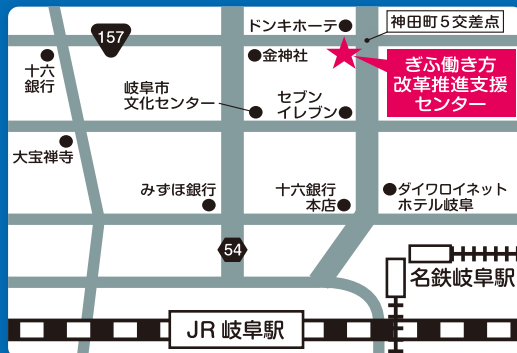 ドンキホーテ
神田町5交差点
157
金神社
十六
銀行
ぎふ働き方
改革推進支援
センター
岐阜市
文化センター
セブン
イレブン
大宝禅寺
みずほ銀行
十六銀行
本店
ダイワロイネット
ホテル岐阜
54
名鉄岐阜駅
JR 岐阜駅